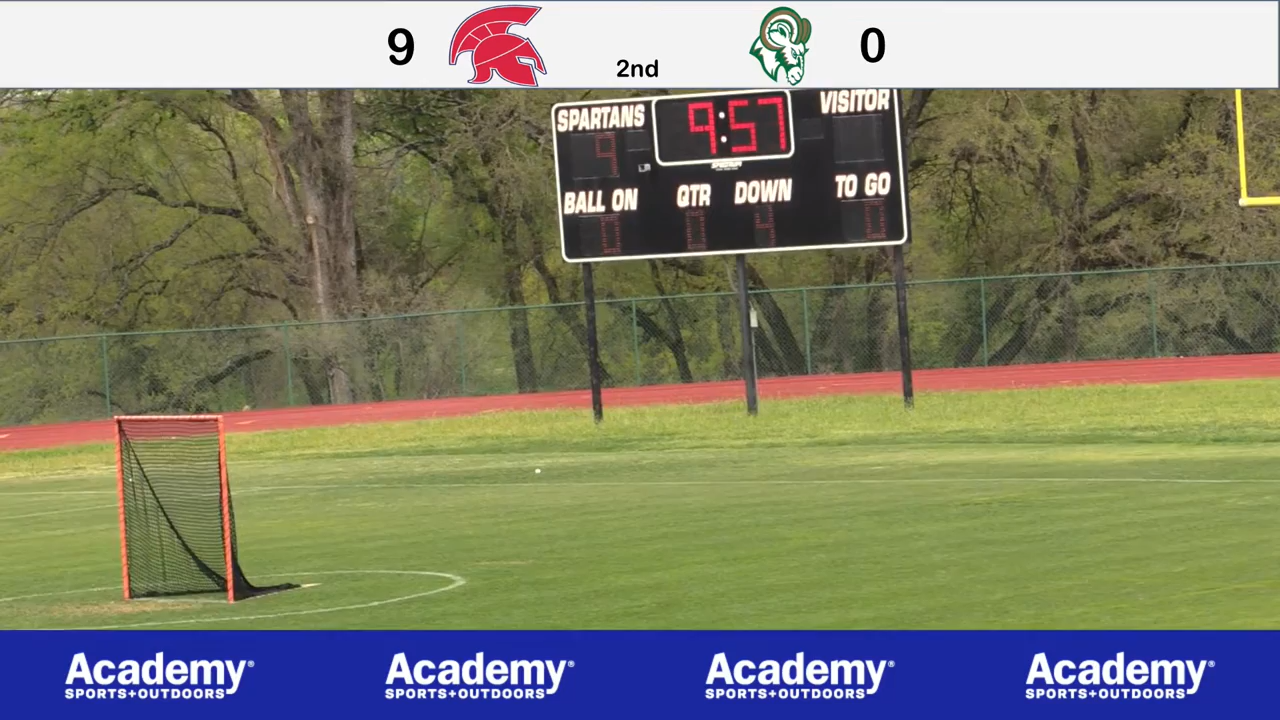 9 0
2nd
SPARTANS 9:57 VISITOR
9
BALL ON QTR DOWN TO GO
Academy® Academy® Academy® Academy®
SPORTS+OUTDOORS SPORTS+OUTDOORS SPORTS+OUTDOORS SPORTS+OUTDOORS